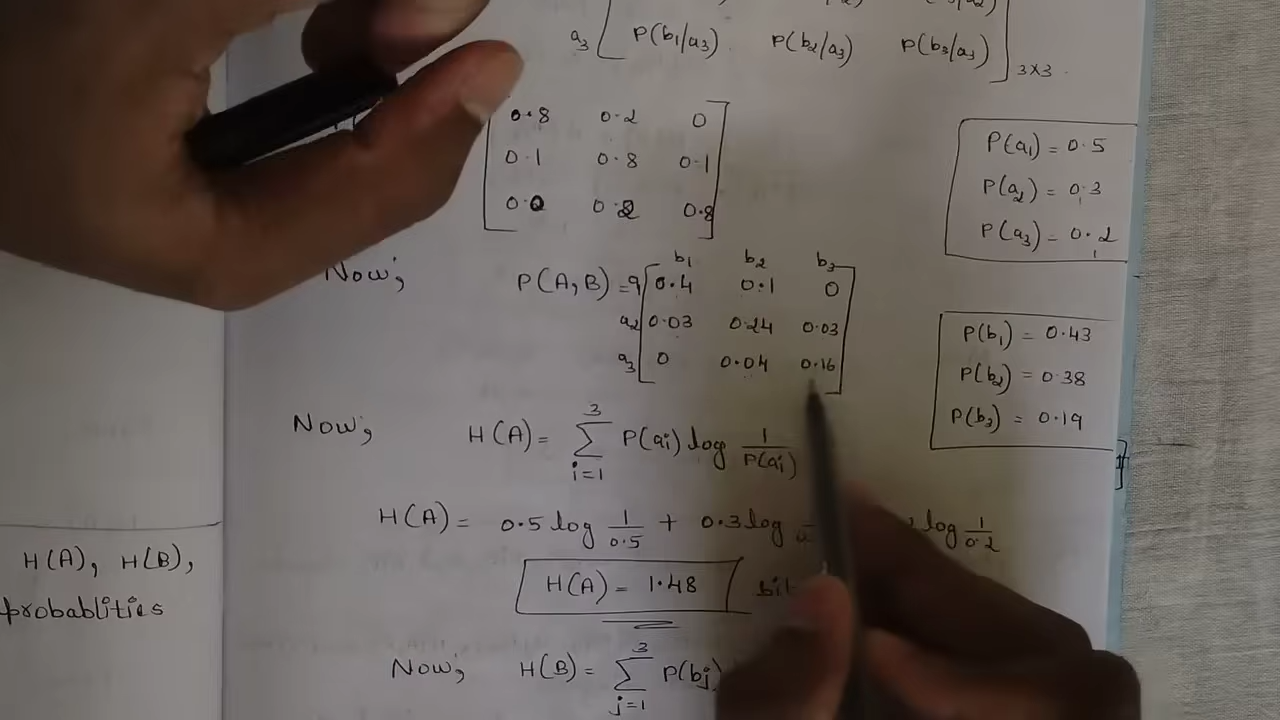 a3 P(b1/a3) P(b2/a3) P(b3/a3) 3×3
0.8 0.2 0
0.1 0.8 0.1
0.0 0.2 0.8
P(a1) = 0.5
P(a2) = 0.3
P(a3) = 0.2
b1 b2 b3
Now; P(A,B) = a1 0.4 0.1 0
a2 0.03 0.24 0.03
a3 0 0.04 0.16
P(b1) = 0.43
P(b2) = 0.38
P(b3) = 0.19
Now; H(A) = 3 Σ i=1 P(ai) log 1/P(ai)
H(A) = 0.5 log 1/0.5 + 0.3 log log 1/0.2
H(A) = 1.48
Now; H(B) = 3 Σ j=1 P(bj)
H(A), H(B),
probablities